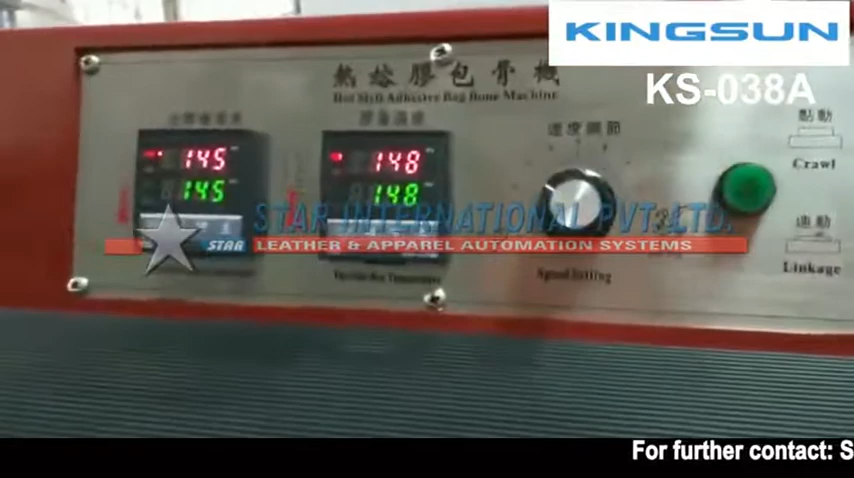 KINGSUN
KS-038A
熱熔膠包骨機
Hot Melt Adhesive Bag Bone Machine
145
145
148
148
速度調節
Speed Setting
點動
Crawl
連動
Linkage
STAR INTERNATIONAL PVT. LTD.
STAR LEATHER & APPAREL AUTOMATION SYSTEMS
For further contact: S